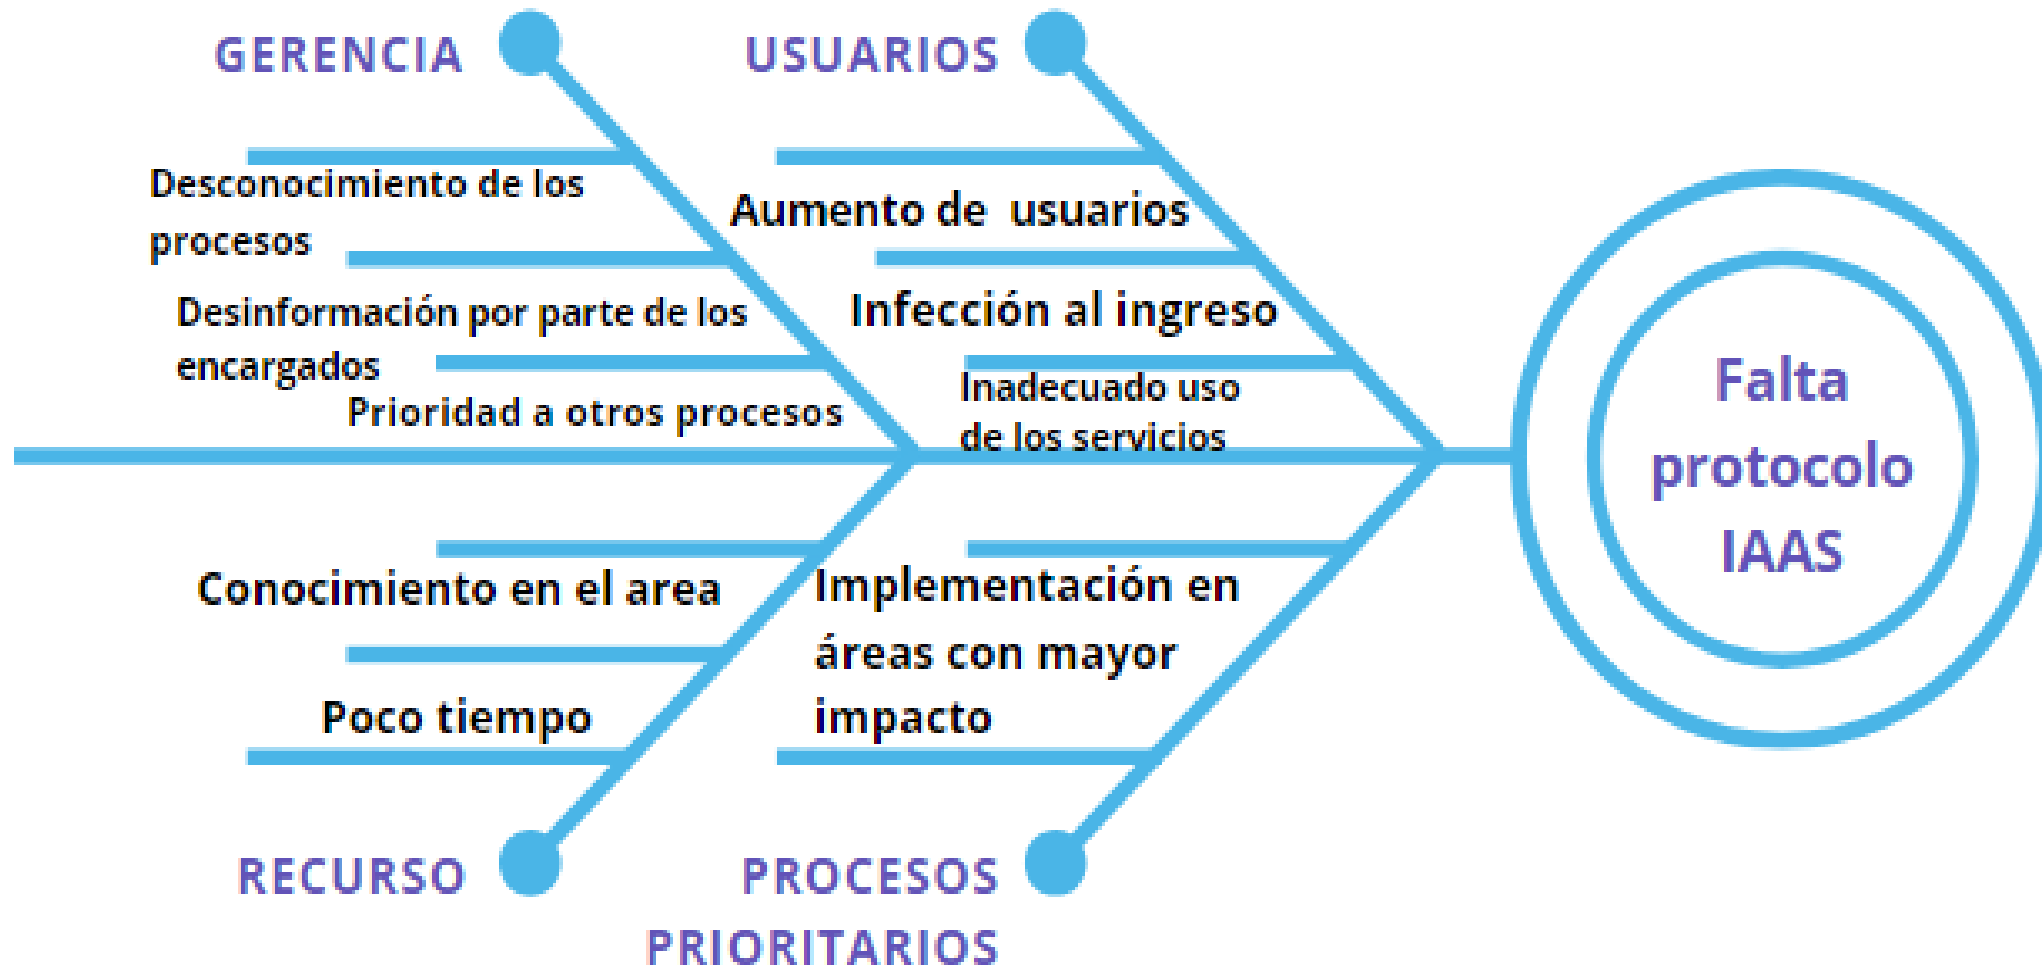 GERENCIA
Desconocimiento de los
procesos
Desinformación por parte de los
encargados
Prioridad a otros procesos
USUARIOS
Aumento de usuarios
Infección al ingreso
Inadecuado uso
de los servicios
Conocimiento en el area
Poco tiempo
RECURSO
Implementación en
áreas con mayor
impacto
PROCESOS
PRIORITARIOS
Falta
protocolo
IAAS